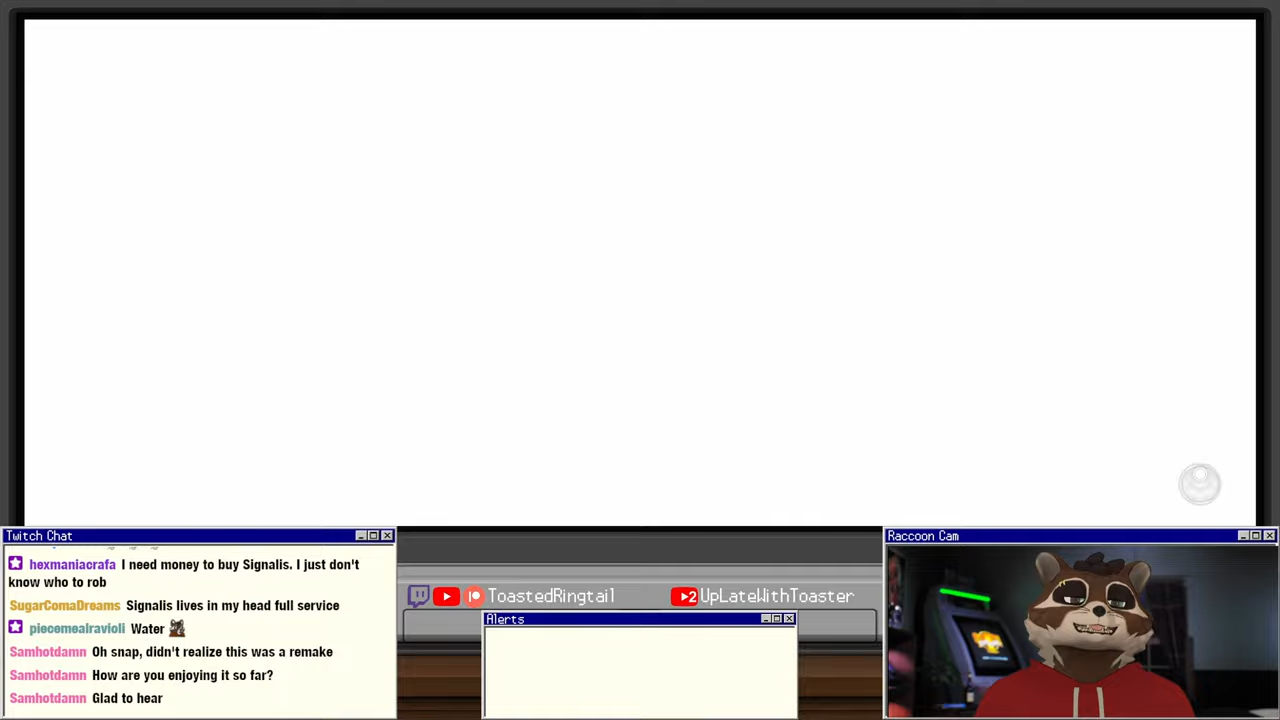 Twitch Chat
hexmaniacrafa I need money to buy Signalis. I just don't
know who to rob
SugarComaDreams Signalis lives in my head full service
piecemealravioli Water
Samhotdamn Oh snap, didn't realize this was a remake
Samhotdamn How are you enjoying it so far?
Samhotdamn Glad to hear
ToastedRingtail
2 UpLateWithToaster
Alerts
Raccoon Cam